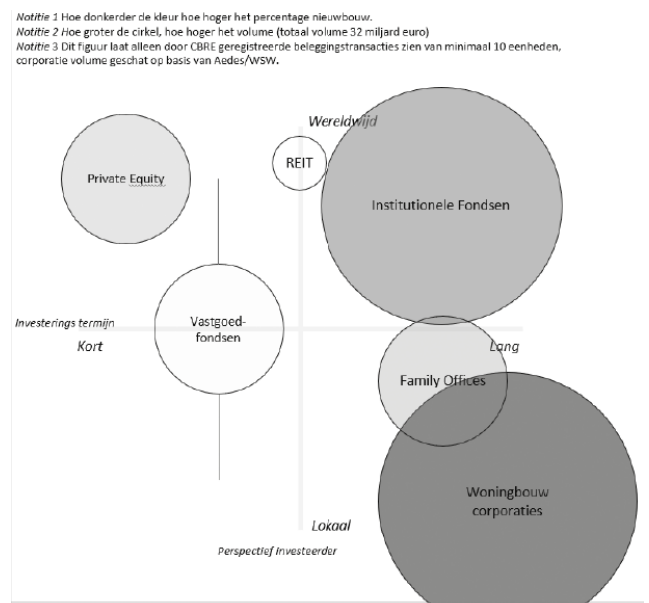 Notitie 1 Hoe donkerder de kleur hoe hoger het percentage nieuwbouw.
Notitie 2 Hoe groter de cirkel, hoe hoger het volume (totaal volume 32 miljard euro)
Notitie 3 Dit figuur laat alleen door CBRE geregistreerde beleggingstransacties zien van minimaal 10 eenheden,
corporatie volume geschat op basis van Aedes/WSW.
Wereldwijd
REIT
Private Equity
Institutionele Fondsen
Investerings termijn
Kort
Vastgoed-
fondsen
Lang
Family Offices
Woningbouw
corporaties
Lokaal
Perspectief Investeerder